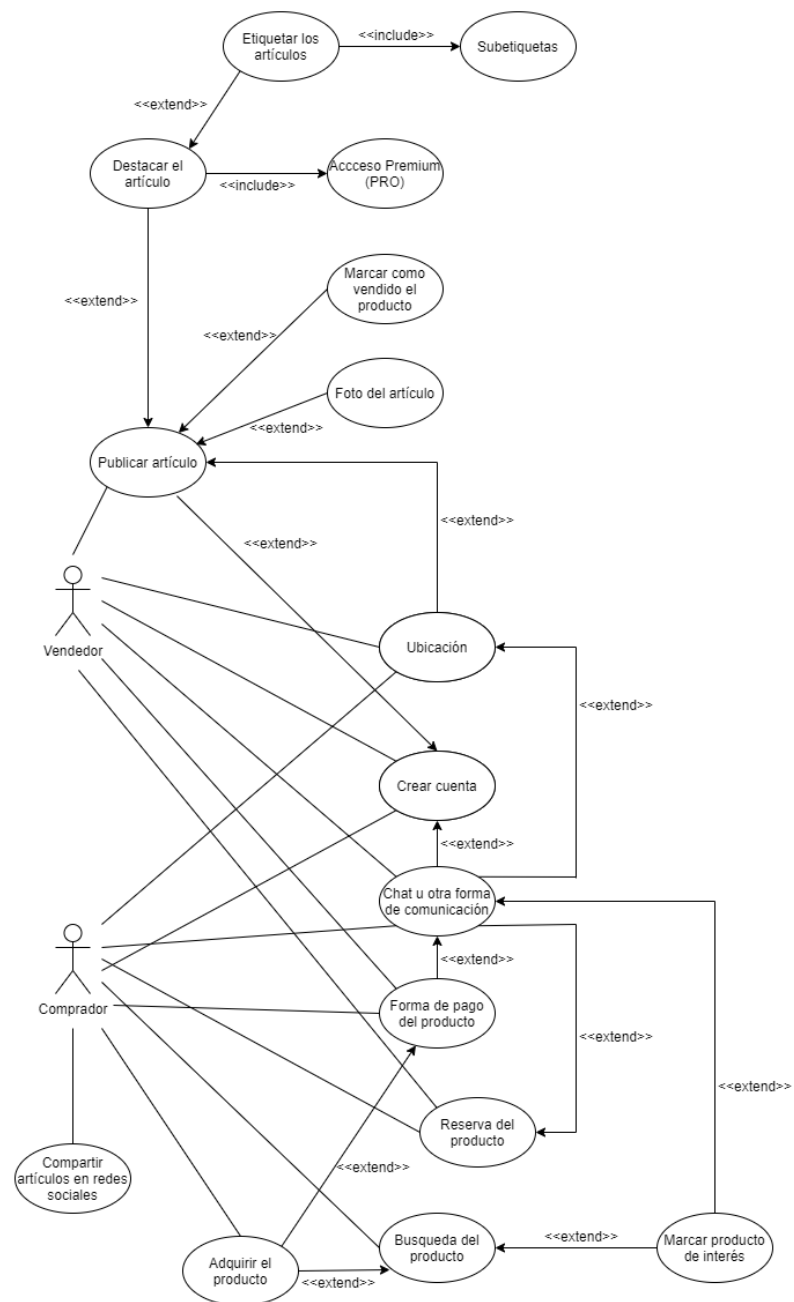 Etiquetar los
artículos
<<include>>
Subetiquetas
<<extend>>
Destacar el
artículo
<<include>>
Accceso Premium
(PRO)
<<extend>>
Marcar como
vendido el
producto
<<extend>>
Foto del artículo
<<extend>>
Publicar artículo
<<extend>>
<<extend>>
Vendedor
Ubicación
<<extend>>
Crear cuenta
<<extend>>
Chat u otra forma
de comunicación
<<extend>>
Comprador
Forma de pago
del producto
<<extend>>
<<extend>>
Reserva del
producto
<<extend>>
Compartir
artículos en redes
sociales
Adquirir el
producto
<<extend>>
Busqueda del
producto
<<extend>>
Marcar producto
de interés